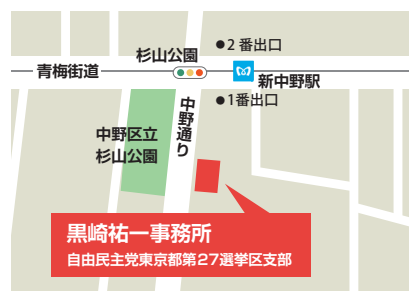 ●2番出口
杉山公園
青梅街道
新中野駅
●1番出口
中野通り
中野区立
杉山公園
黒崎祐一事務所
自由民主党東京都第27選挙区支部